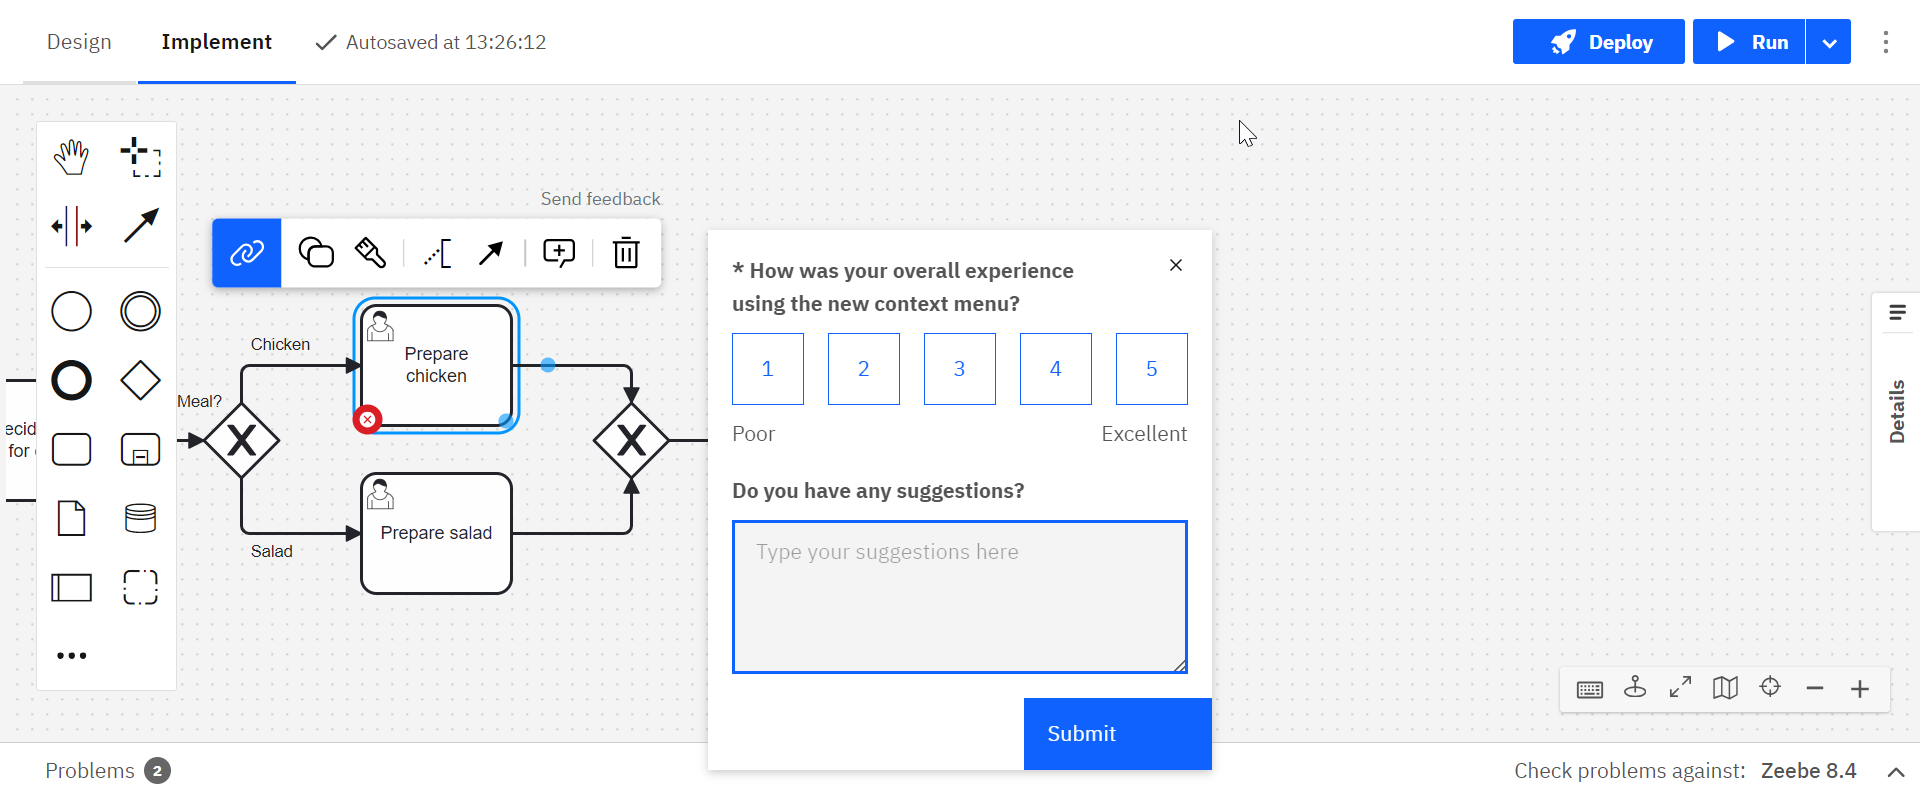 Design
Implement
Autosaved at 13:26:12
Deploy
Run
Send feedback
* How was your overall experience
using the new context menu?
1
2
3
4
5
Poor
Excellent
Do you have any suggestions?
Type your suggestions here
Submit
Chicken
Prepare
chicken
Meal?
X
X
ecid
for
Prepare salad
Salad
Details
Problems 2
Check problems against: Zeebe 8.4